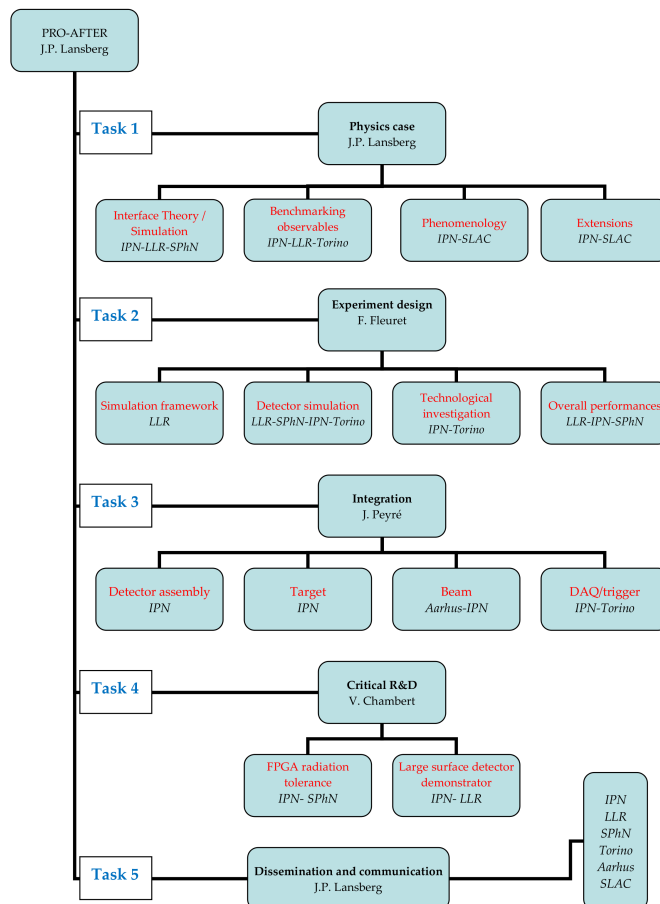 PRO-AFTER
J.P. Lansberg
Task 1
Physics case
J.P. Lansberg
Interface Theory /
Simulation
IPN-LLR-SPhN
Benchmarking
observables
IPN-LLR-Torino
Phenomenology
IPN-SLAC
Extensions
IPN-SLAC
Task 2
Experiment design
F. Fleuret
Simulation framework
LLR
Detector simulation
LLR-SPhN-IPN-Torino
Technological
investigation
IPN-Torino
Overall performances
LLR-IPN-SPhN
Task 3
Integration
J. Peyré
Detector assembly
IPN
Target
IPN
Beam
Aarhus-IPN
DAQ/trigger
IPN-Torino
Task 4
Critical R&D
V. Chambert
FPGA radiation
tolerance
IPN- SPhN
Large surface detector
demonstrator
IPN- LLR
Task 5
Dissemination and communication
J.P. Lansberg
IPN
LLR
SPhN
Torino
Aarhus
SLAC